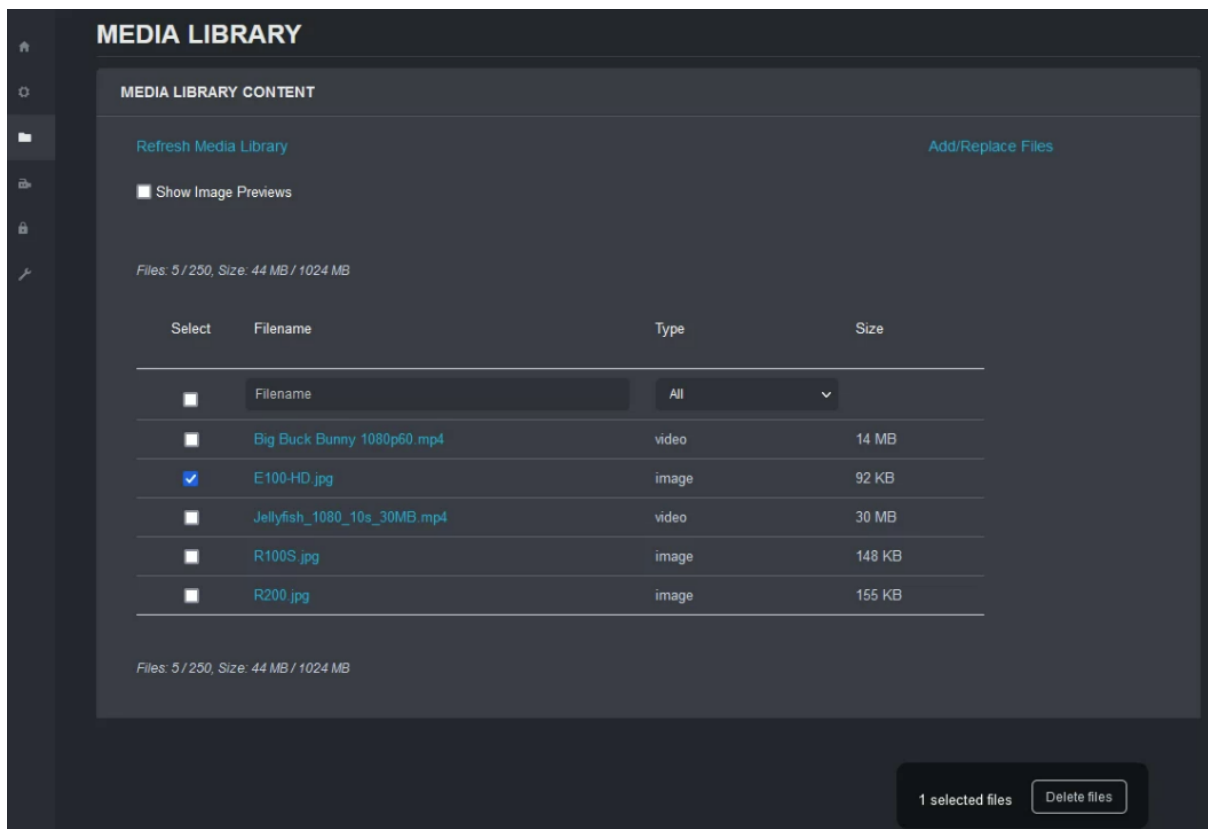 MEDIA LIBRARY
MEDIA LIBRARY CONTENT
Refresh Media Library Add/Replace Files
Show Image Previews
Files: 5 / 250, Size: 44 MB / 1024 MB
Select Filename Type Size
Filename All
Big Buck Bunny 1080p60.mp4 video 14 MB
E100-HD.jpg image 92 KB
Jellyfish_1080_10s_30MB.mp4 video 30 MB
R100S.jpg image 148 KB
R200.jpg image 155 KB
Files: 5 / 250, Size: 44 MB / 1024 MB
1 selected files Delete files